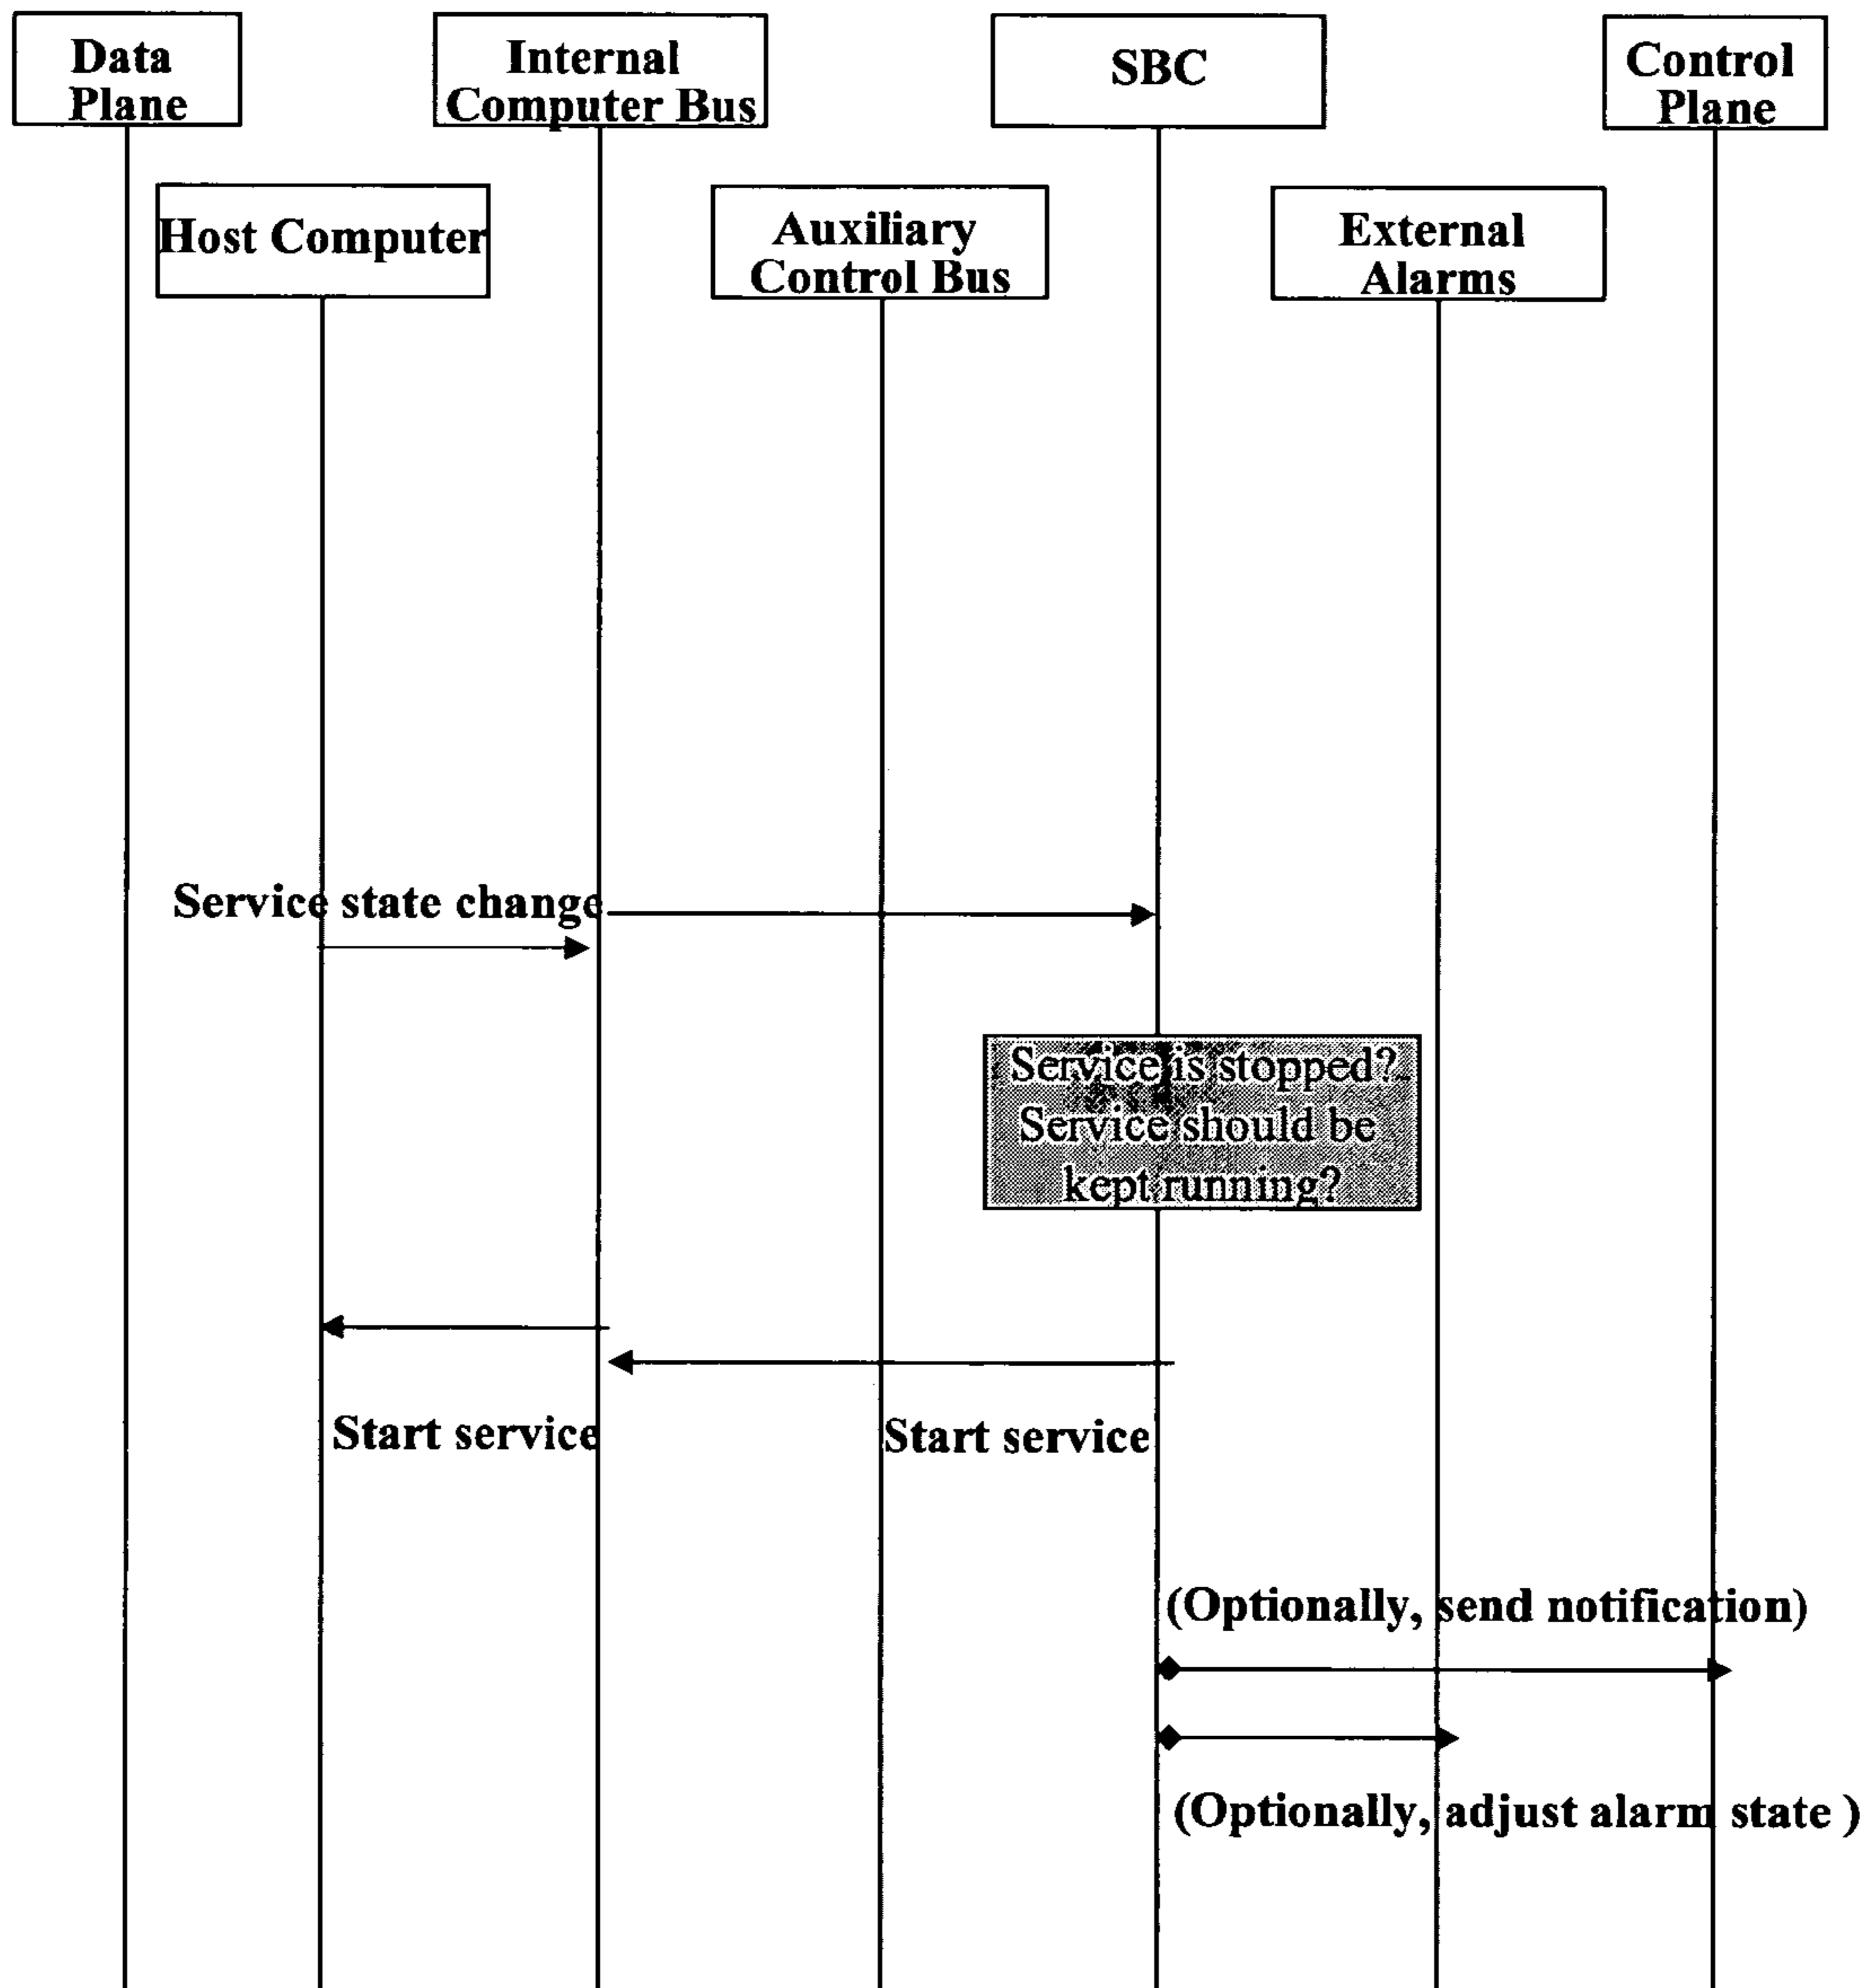 Data
Plane
Internal
Computer Bus
SBC
Control
Plane
Host Computer
Auxiliary
Control Bus
External
Alarms
Service state change
Service is stopped?
Service should be
kept running?
Start service
Start service
(Optionally, send notification)
(Optionally, adjust alarm state )